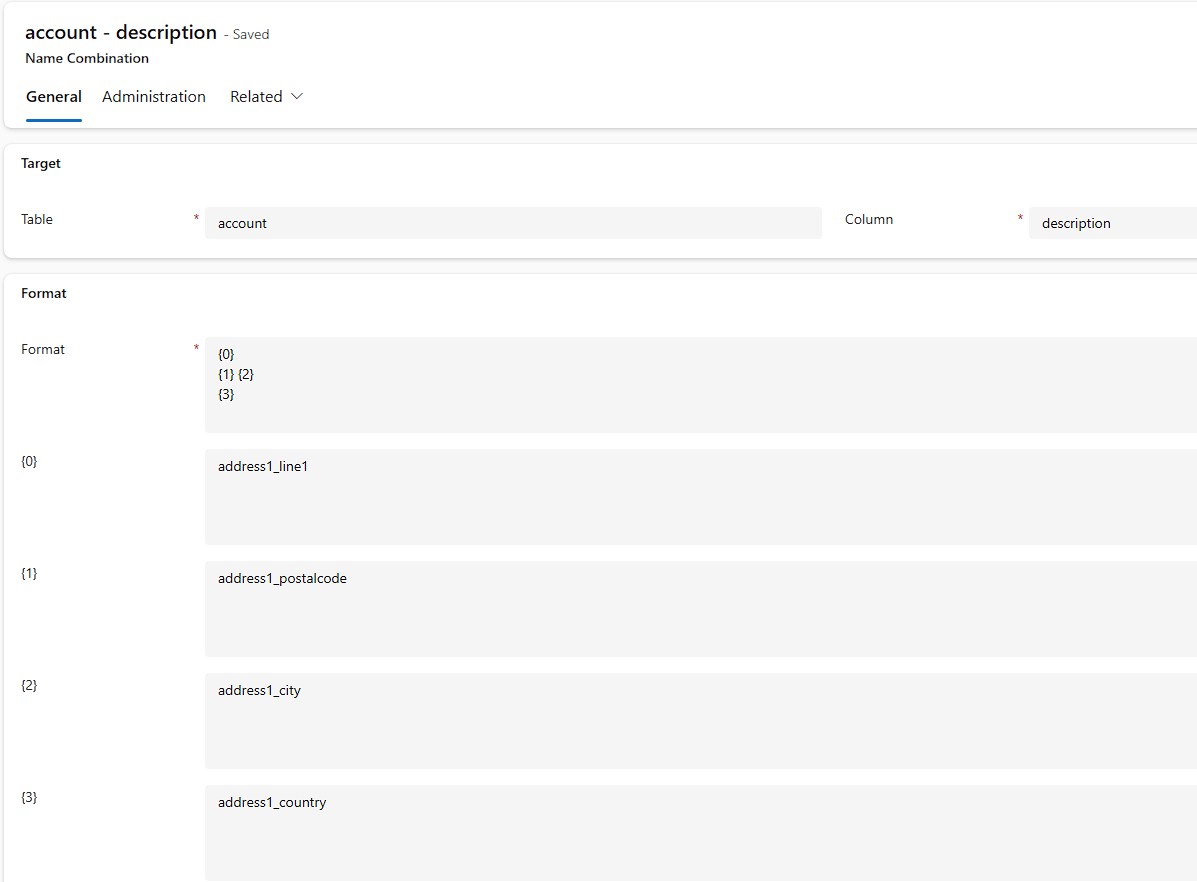 account - description - Saved
Name Combination
General Administration Related
Target
Table * account Column * description
Format
Format * {0}
{1} {2}
{3}
{0} address1_line1
{1} address1_postalcode
{2} address1_city
{3} address1_country